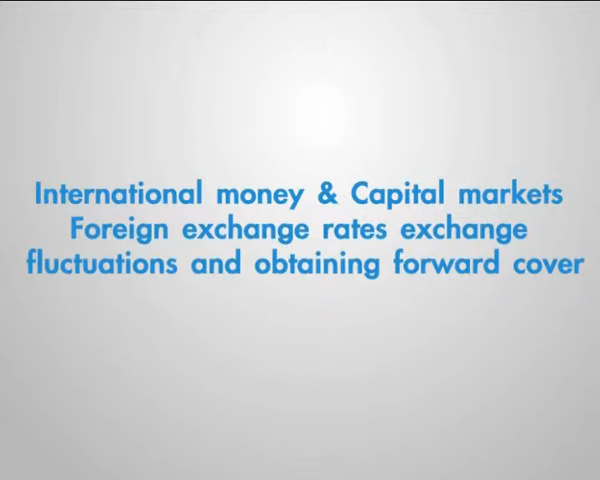 International money & Capital markets
Foreign exchange rates exchange
fluctuations and obtaining forward cover